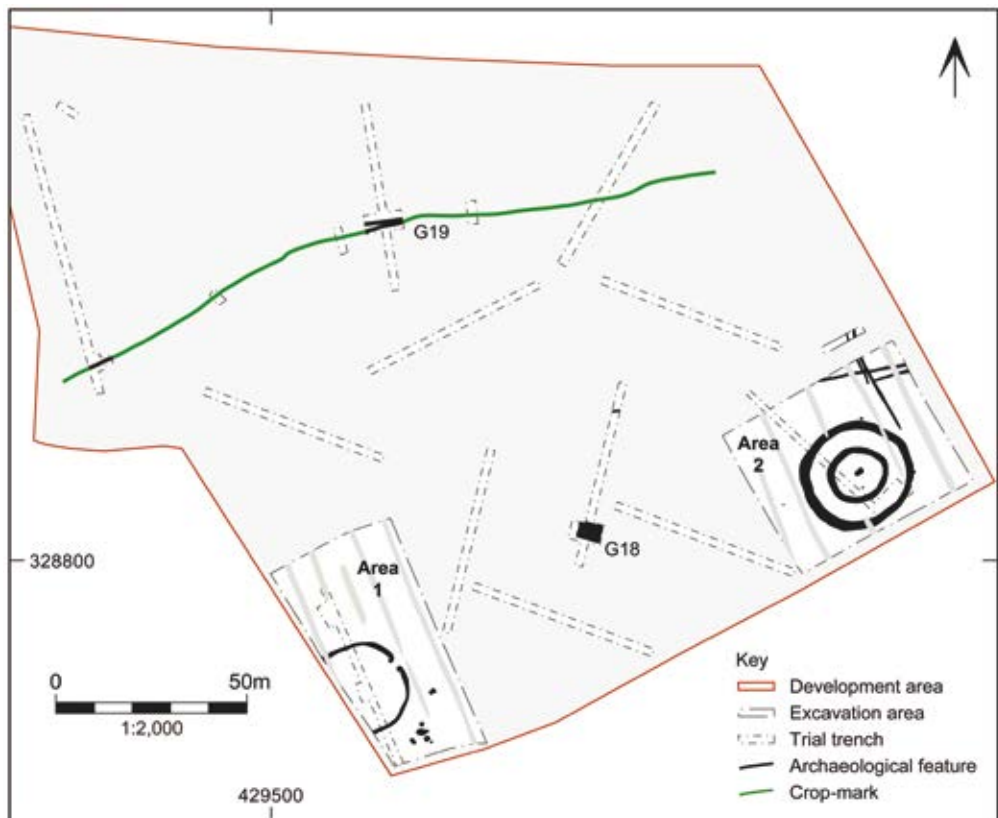 G19
Area
2
G18
328800
Area
1
0 50m
1:2,000
429500
Key
Development area
Excavation area
Trial trench
Archaeological feature
Crop-mark